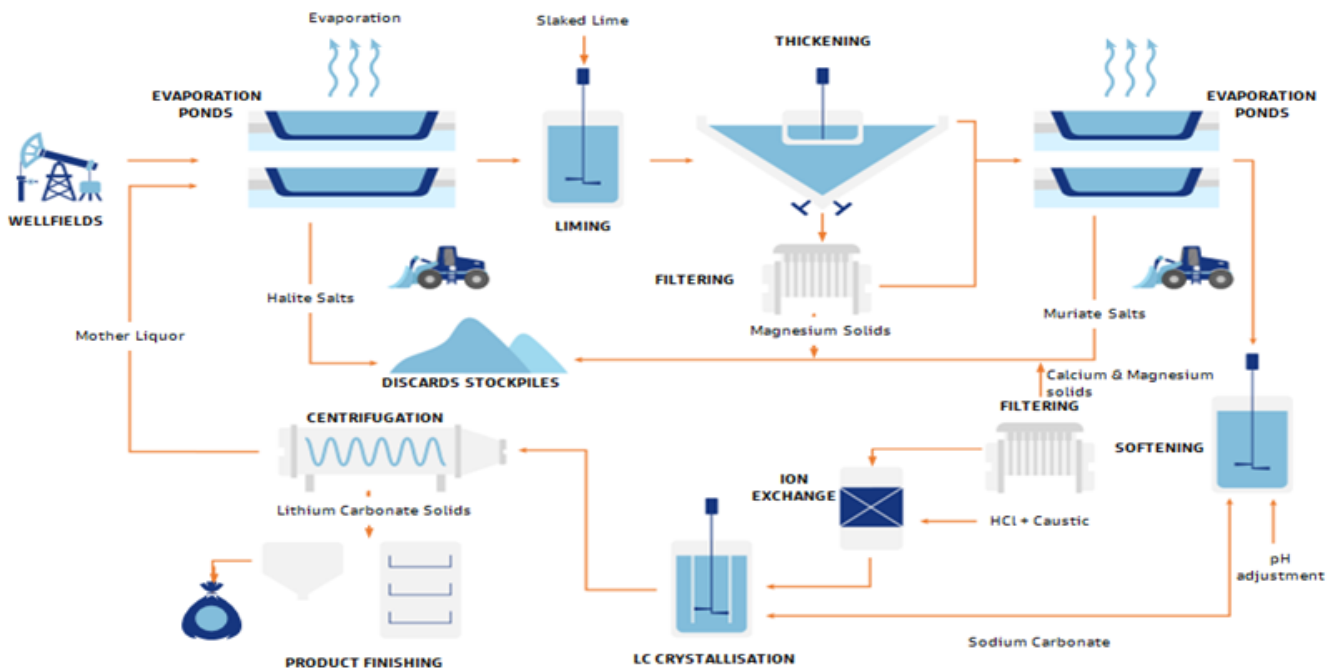 Evaporation
Slaked Lime
THICKENING
EVAPORATION
PONDS
EVAPORATION
PONDS
WELLFIELDS
LIMING
FILTERING
Halite Salts
Muriate Salts
Magnesium Solids
Mother Liquor
DISCARDS STOCKPILES
Calcium & Magnesium
solids
FILTERING
CENTRIFUGATION
SOFTENING
ION
EXCHANGE
Lithium Carbonate Solids
HCl + Caustic
pH
adjustment
Sodium Carbonate
PRODUCT FINISHING
LC CRYSTALLISATION